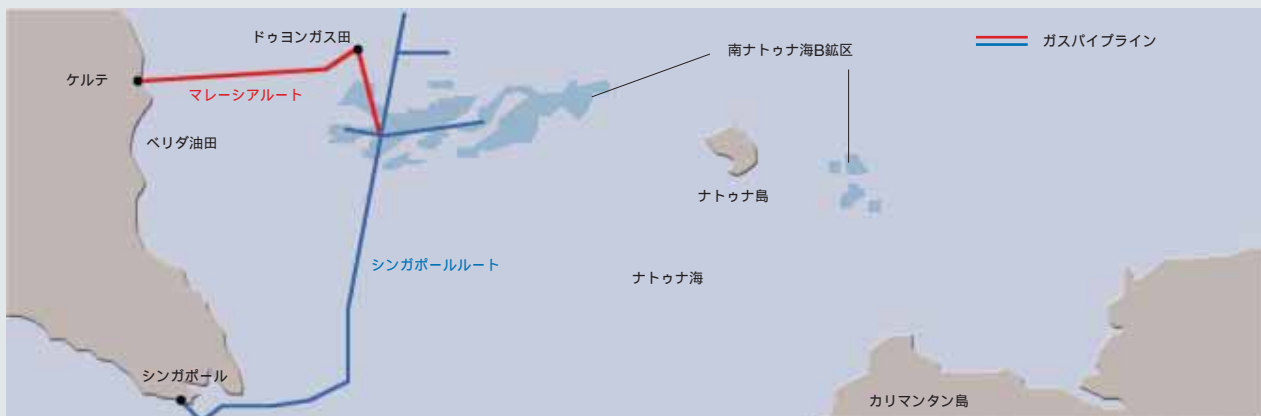 ドゥヨンガス田
南ナトゥナ海B鉱区
ガスパイプライン
ケルテ
マレーシアルート
ベリダ油田
ナトゥナ島
シンガポールルート
ナトゥナ海
シンガポール
カリマンタン島